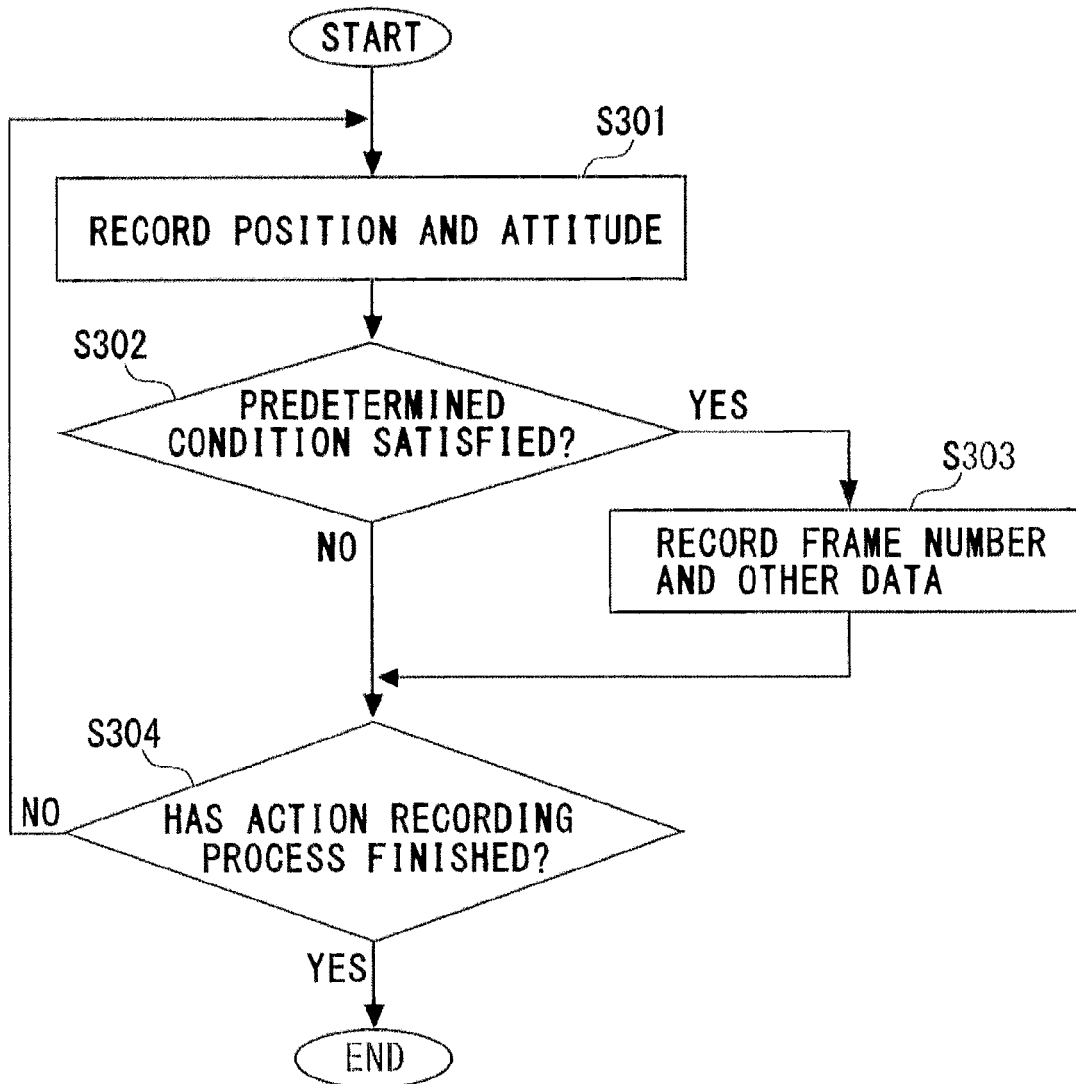 START
S301
RECORD POSITION AND ATTITUDE
S302
PREDETERMINED
CONDITION SATISFIED?
YES
NO
S303
RECORD FRAME NUMBER
AND OTHER DATA
S304
NO
HAS ACTION RECORDING
PROCESS FINISHED?
YES
END